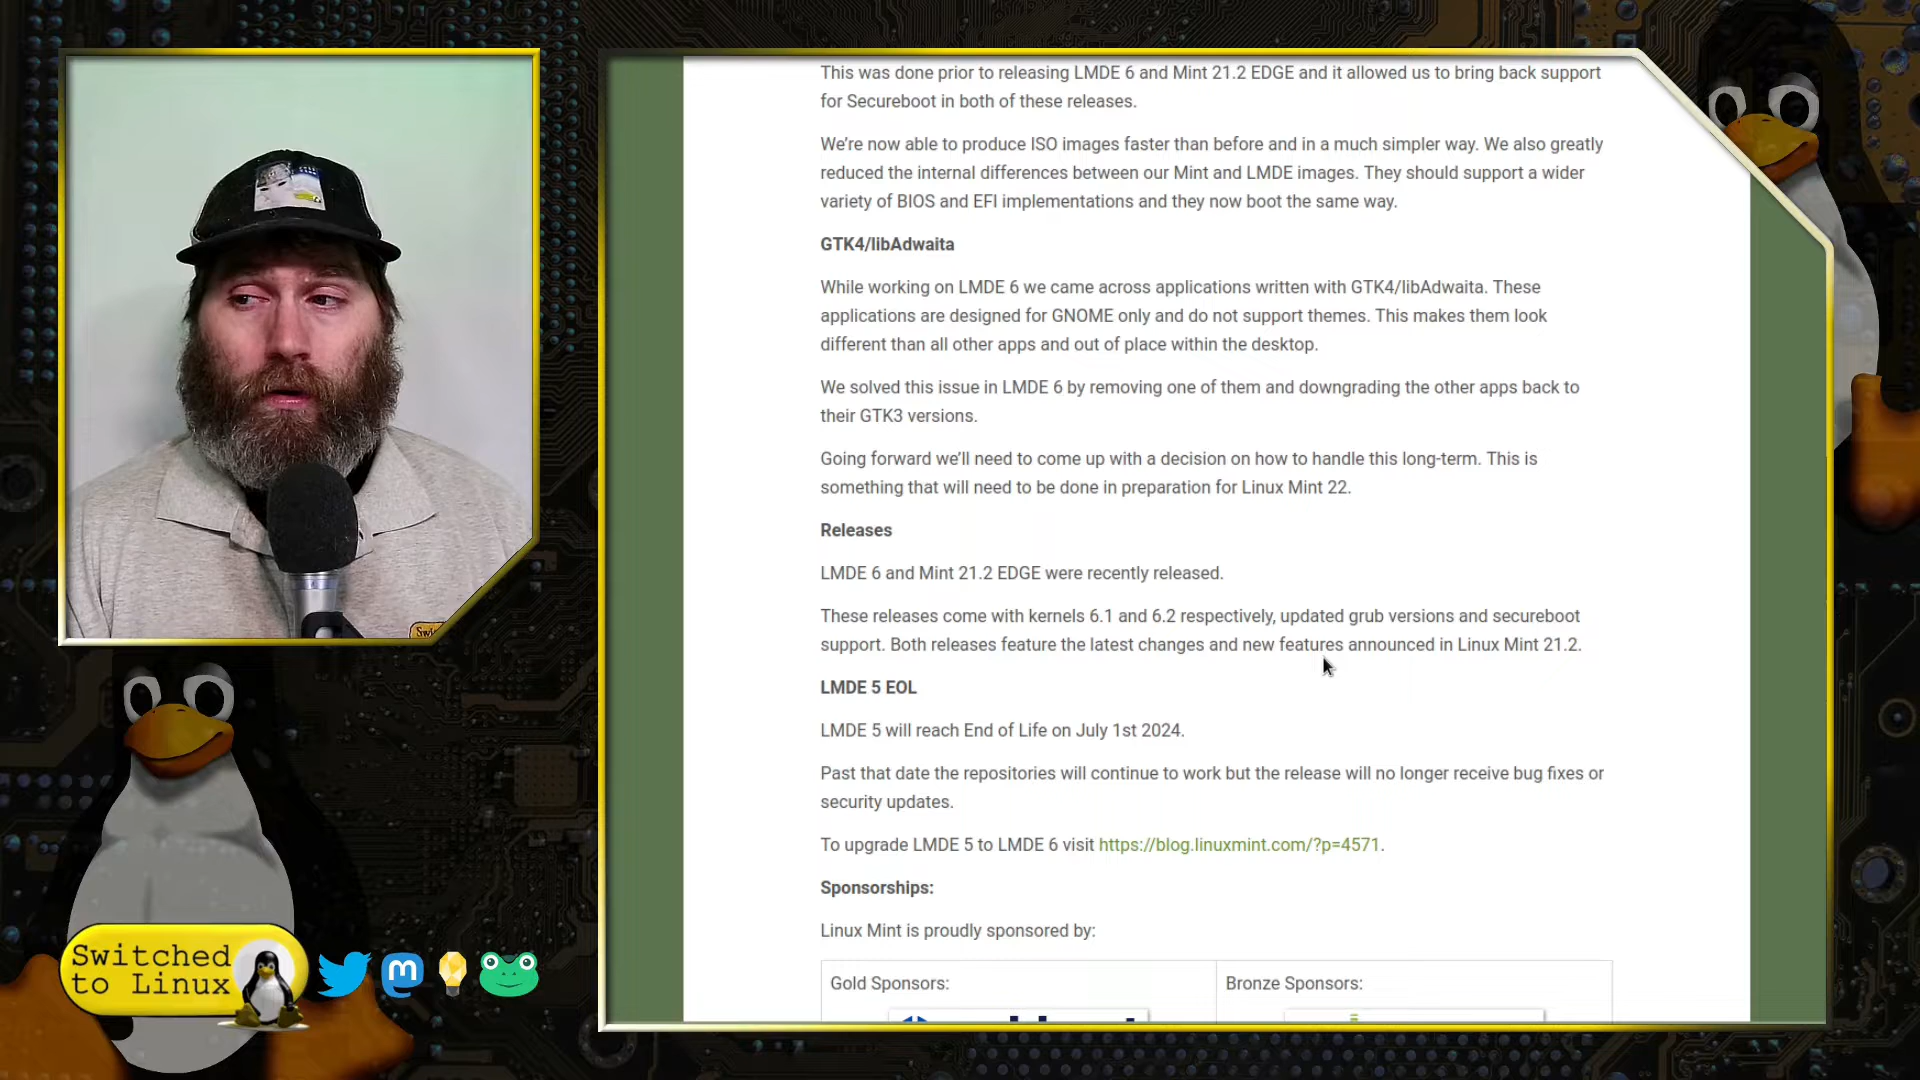 This was done prior to releasing LMDE 6 and Mint 21.2 EDGE and it allowed us to bring back support
for Secureboot in both of these releases.
We’re now able to produce ISO images faster than before and in a much simpler way. We also greatly
reduced the internal differences between our Mint and LMDE images. They should support a wider
variety of BIOS and EFI implementations and they now boot the same way.
GTK4/libAdwaita
While working on LMDE 6 we came across applications written with GTK4/libAdwaita. These
applications are designed for GNOME only and do not support themes. This makes them look
different than all other apps and out of place within the desktop.
We solved this issue in LMDE 6 by removing one of them and downgrading the other apps back to
their GTK3 versions.
Going forward we’ll need to come up with a decision on how to handle this long-term. This is
something that will need to be done in preparation for Linux Mint 22.
Releases
LMDE 6 and Mint 21.2 EDGE were recently released.
These releases come with kernels 6.1 and 6.2 respectively, updated grub versions and secureboot
support. Both releases feature the latest changes and new features announced in Linux Mint 21.2.
LMDE 5 EOL
LMDE 5 will reach End of Life on July 1st 2024.
Past that date the repositories will continue to work but the release will no longer receive bug fixes or
security updates.
To upgrade LMDE 5 to LMDE 6 visit https://blog.linuxmint.com/?p=4571.
Sponsorships:
Linux Mint is proudly sponsored by:
Gold Sponsors:
Bronze Sponsors:
Switched
to Linux